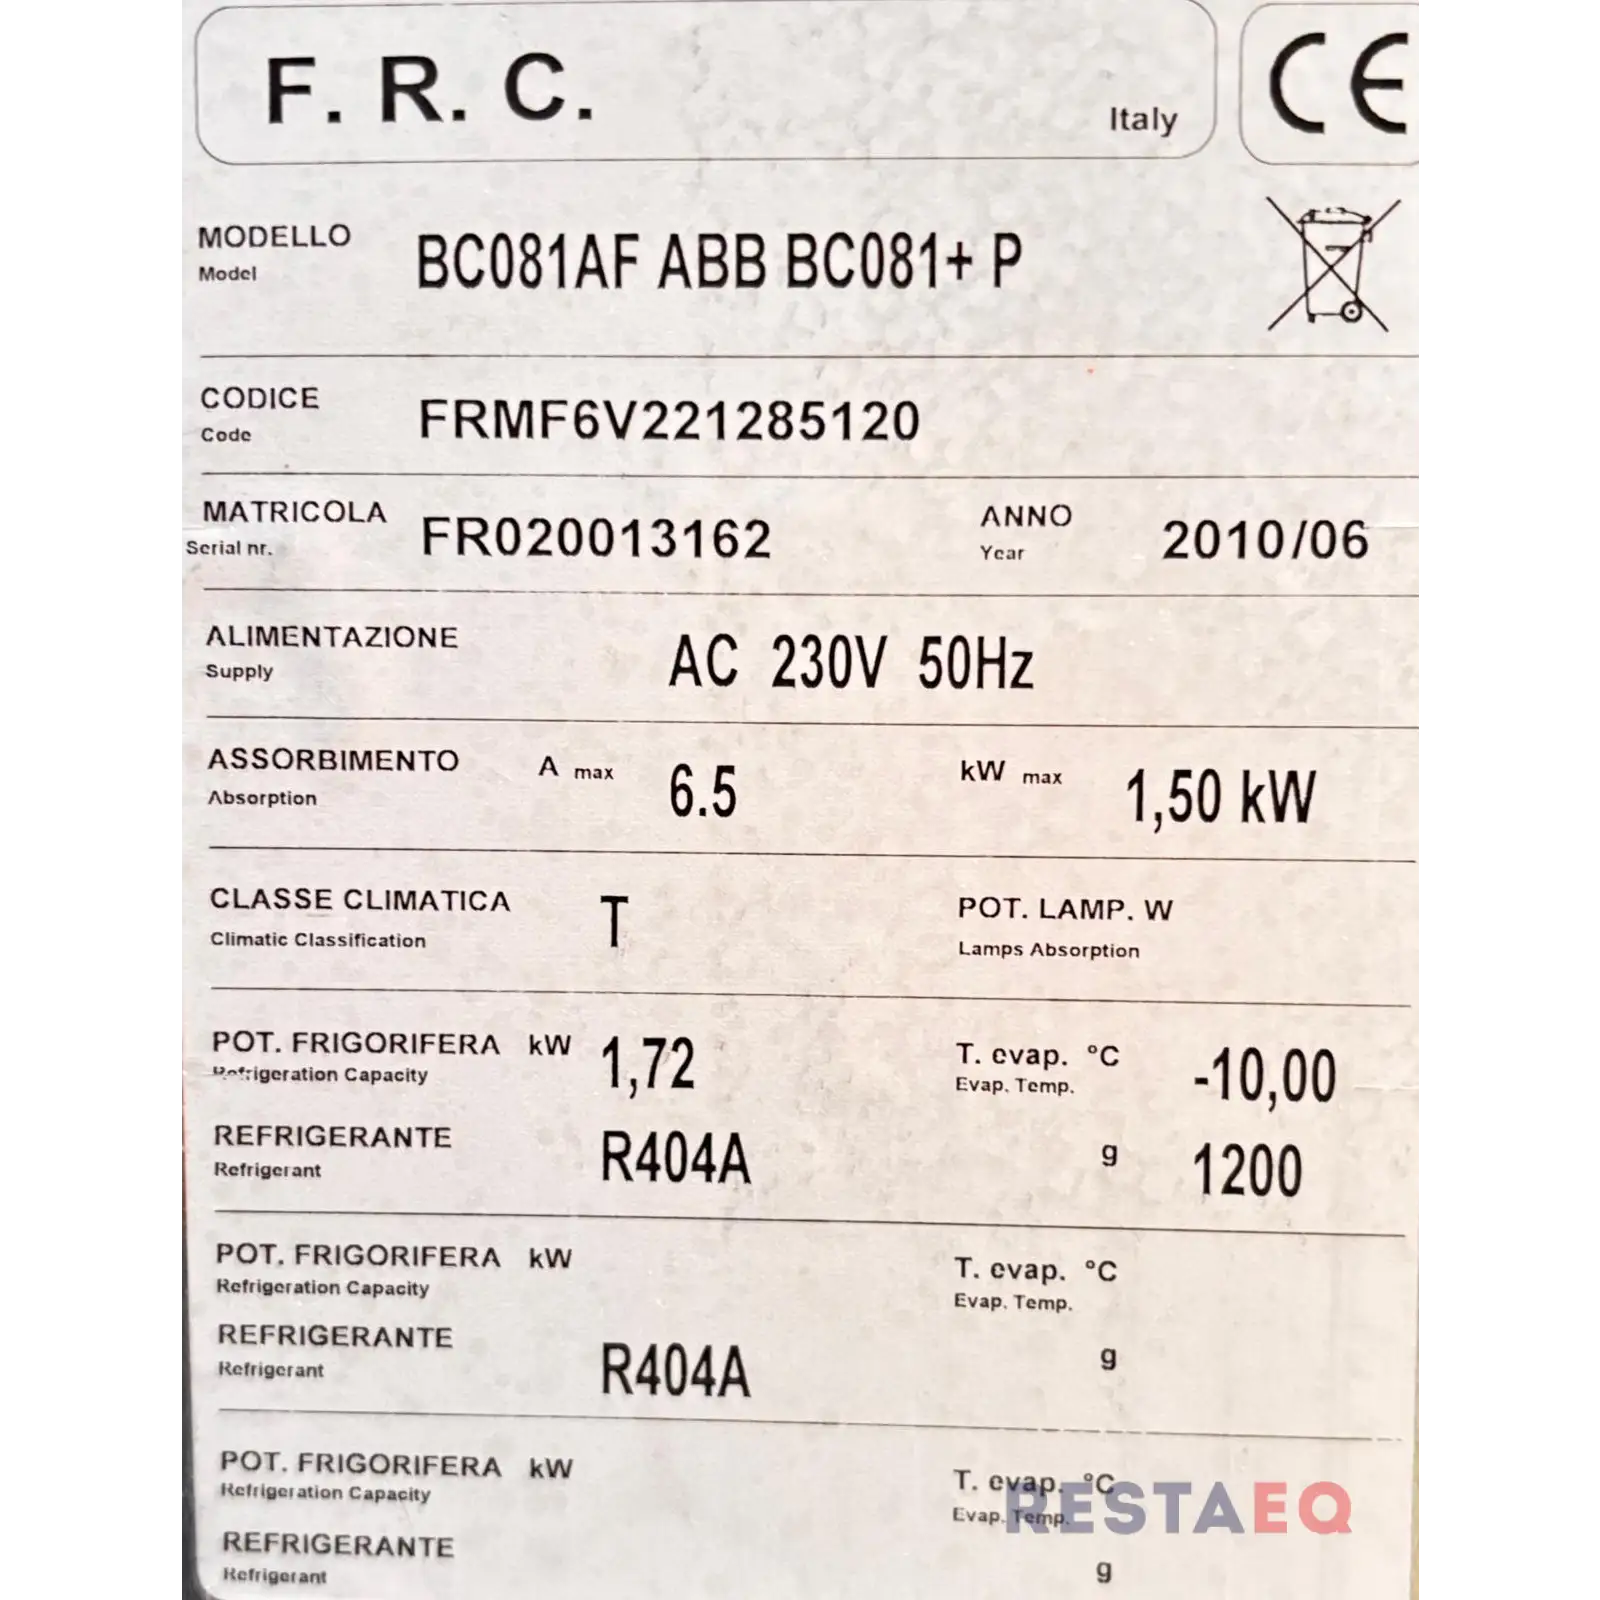 F. R. C.
Italy
CE
MODELLO
Model
BC081AF ABB BC081+ P
CODICE
Code
FRMF6V221285120
MATRICOLA
Serial nr.
FR020013162
ANNO
Year
2010/06
ALIMENTAZIONE
Supply
AC 230V 50Hz
ASSORBIMENTO
Absorption
A max
6.5
kW max
1,50 kW
CLASSE CLIMATICA
Climatic Classification
T
POT. LAMP. W
Lamps Absorption
POT. FRIGORIFERA kW
Refrigeration Capacity
1,72
T. evap. °C
Evap. Temp.
-10,00
REFRIGERANTE
Refrigerant
R404A
g
1200
POT. FRIGORIFERA kW
Refrigeration Capacity
T. evap. °C
Evap. Temp.
REFRIGERANTE
Refrigerant
R404A
g
POT. FRIGORIFERA kW
Refrigeration Capacity
T. evap. °C
Evap. Temp.
RESTAEQ
REFRIGERANTE
Refrigerant
g